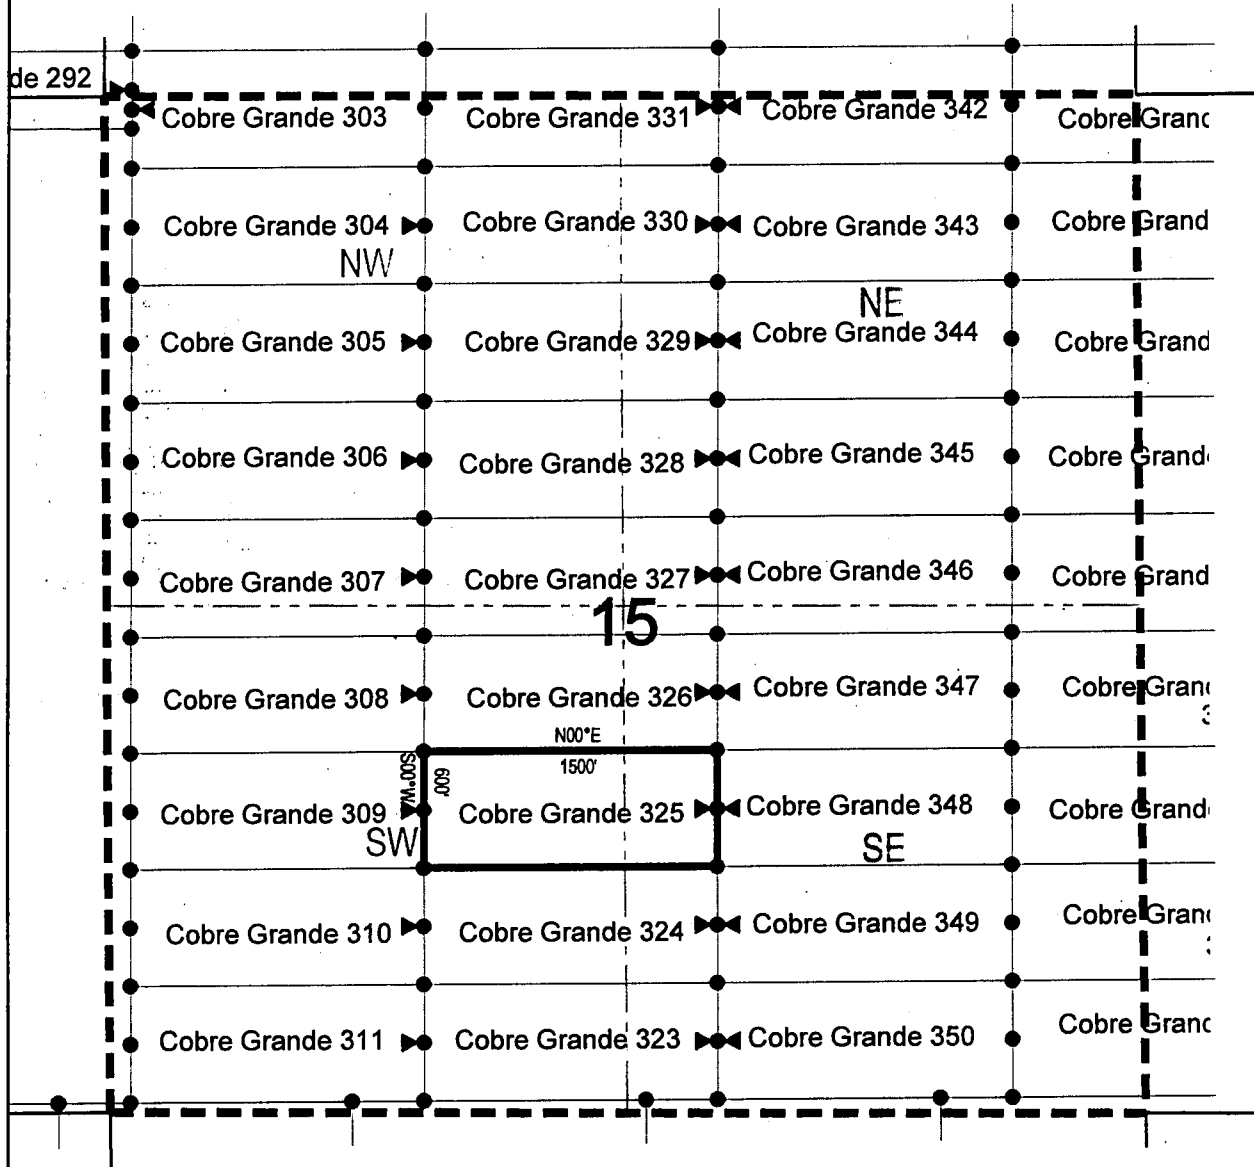 de 292
Cobre Grande 303 Cobre Grande 331 Cobre Grande 342 Cobre Granc
Cobre Grande 304 Cobre Grande 330 Cobre Grande 343 Cobre Grand
NW
NE
Cobre Grande 305 Cobre Grande 329 Cobre Grande 344 Cobre Grand
Cobre Grande 306 Cobre Grande 328 Cobre Grande 345 Cobre Grand
Cobre Grande 307 Cobre Grande 327 Cobre Grande 346 Cobre Grand
15
Cobre Grande 308 Cobre Grande 326 Cobre Grande 347 Cobre Gran
N00°E
1500'
S00°W
600'
Cobre Grande 309 Cobre Grande 325 Cobre Grande 348 Cobre Grand
SW
SE
Cobre Grande 310 Cobre Grande 324 Cobre Grande 349 Cobre Gran
Cobre Grande 311 Cobre Grande 323 Cobre Grande 350 Cobre Granc